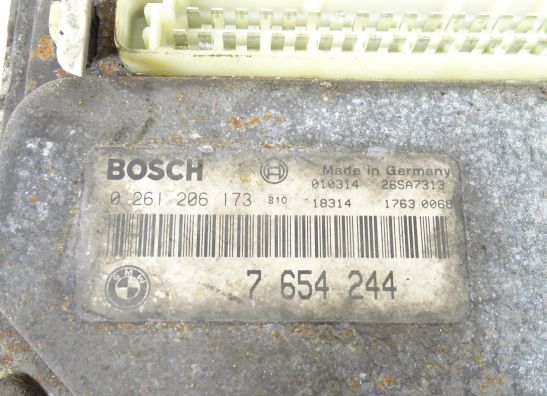 BOSCH Made in Germany
010314 26SA7313
0 261 206 173 B10 18314 1763 0068
BMW 7 654 244